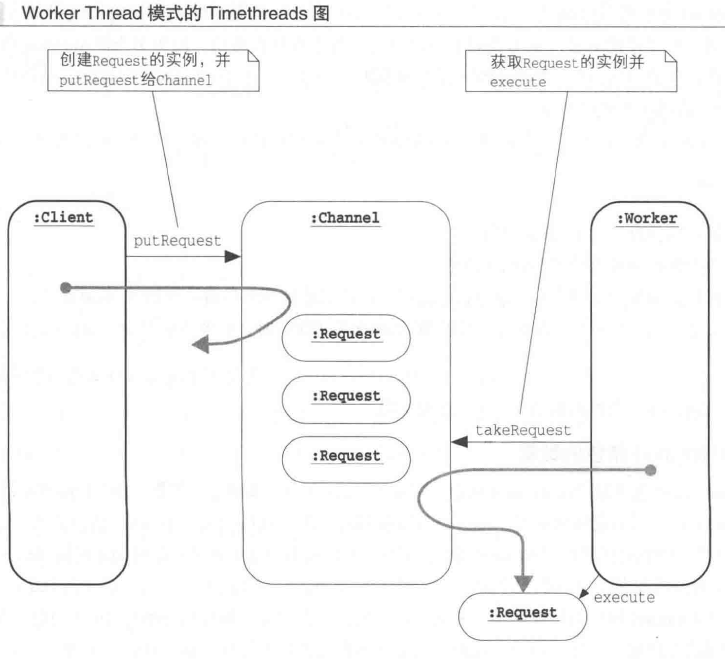 Worker Thread 模式的 Timethreads 图
创建Request的实例，并
putRequest给Channel
获取Request的实例并
execute
:Client
:Channel
:Worker
putRequest
:Request
:Request
takeRequest
:Request
execute
:Request